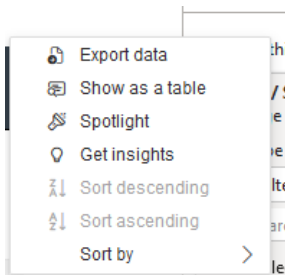 Export data
Show as a table
Spotlight
Get insights
Sort descending
Sort ascending
Sort by